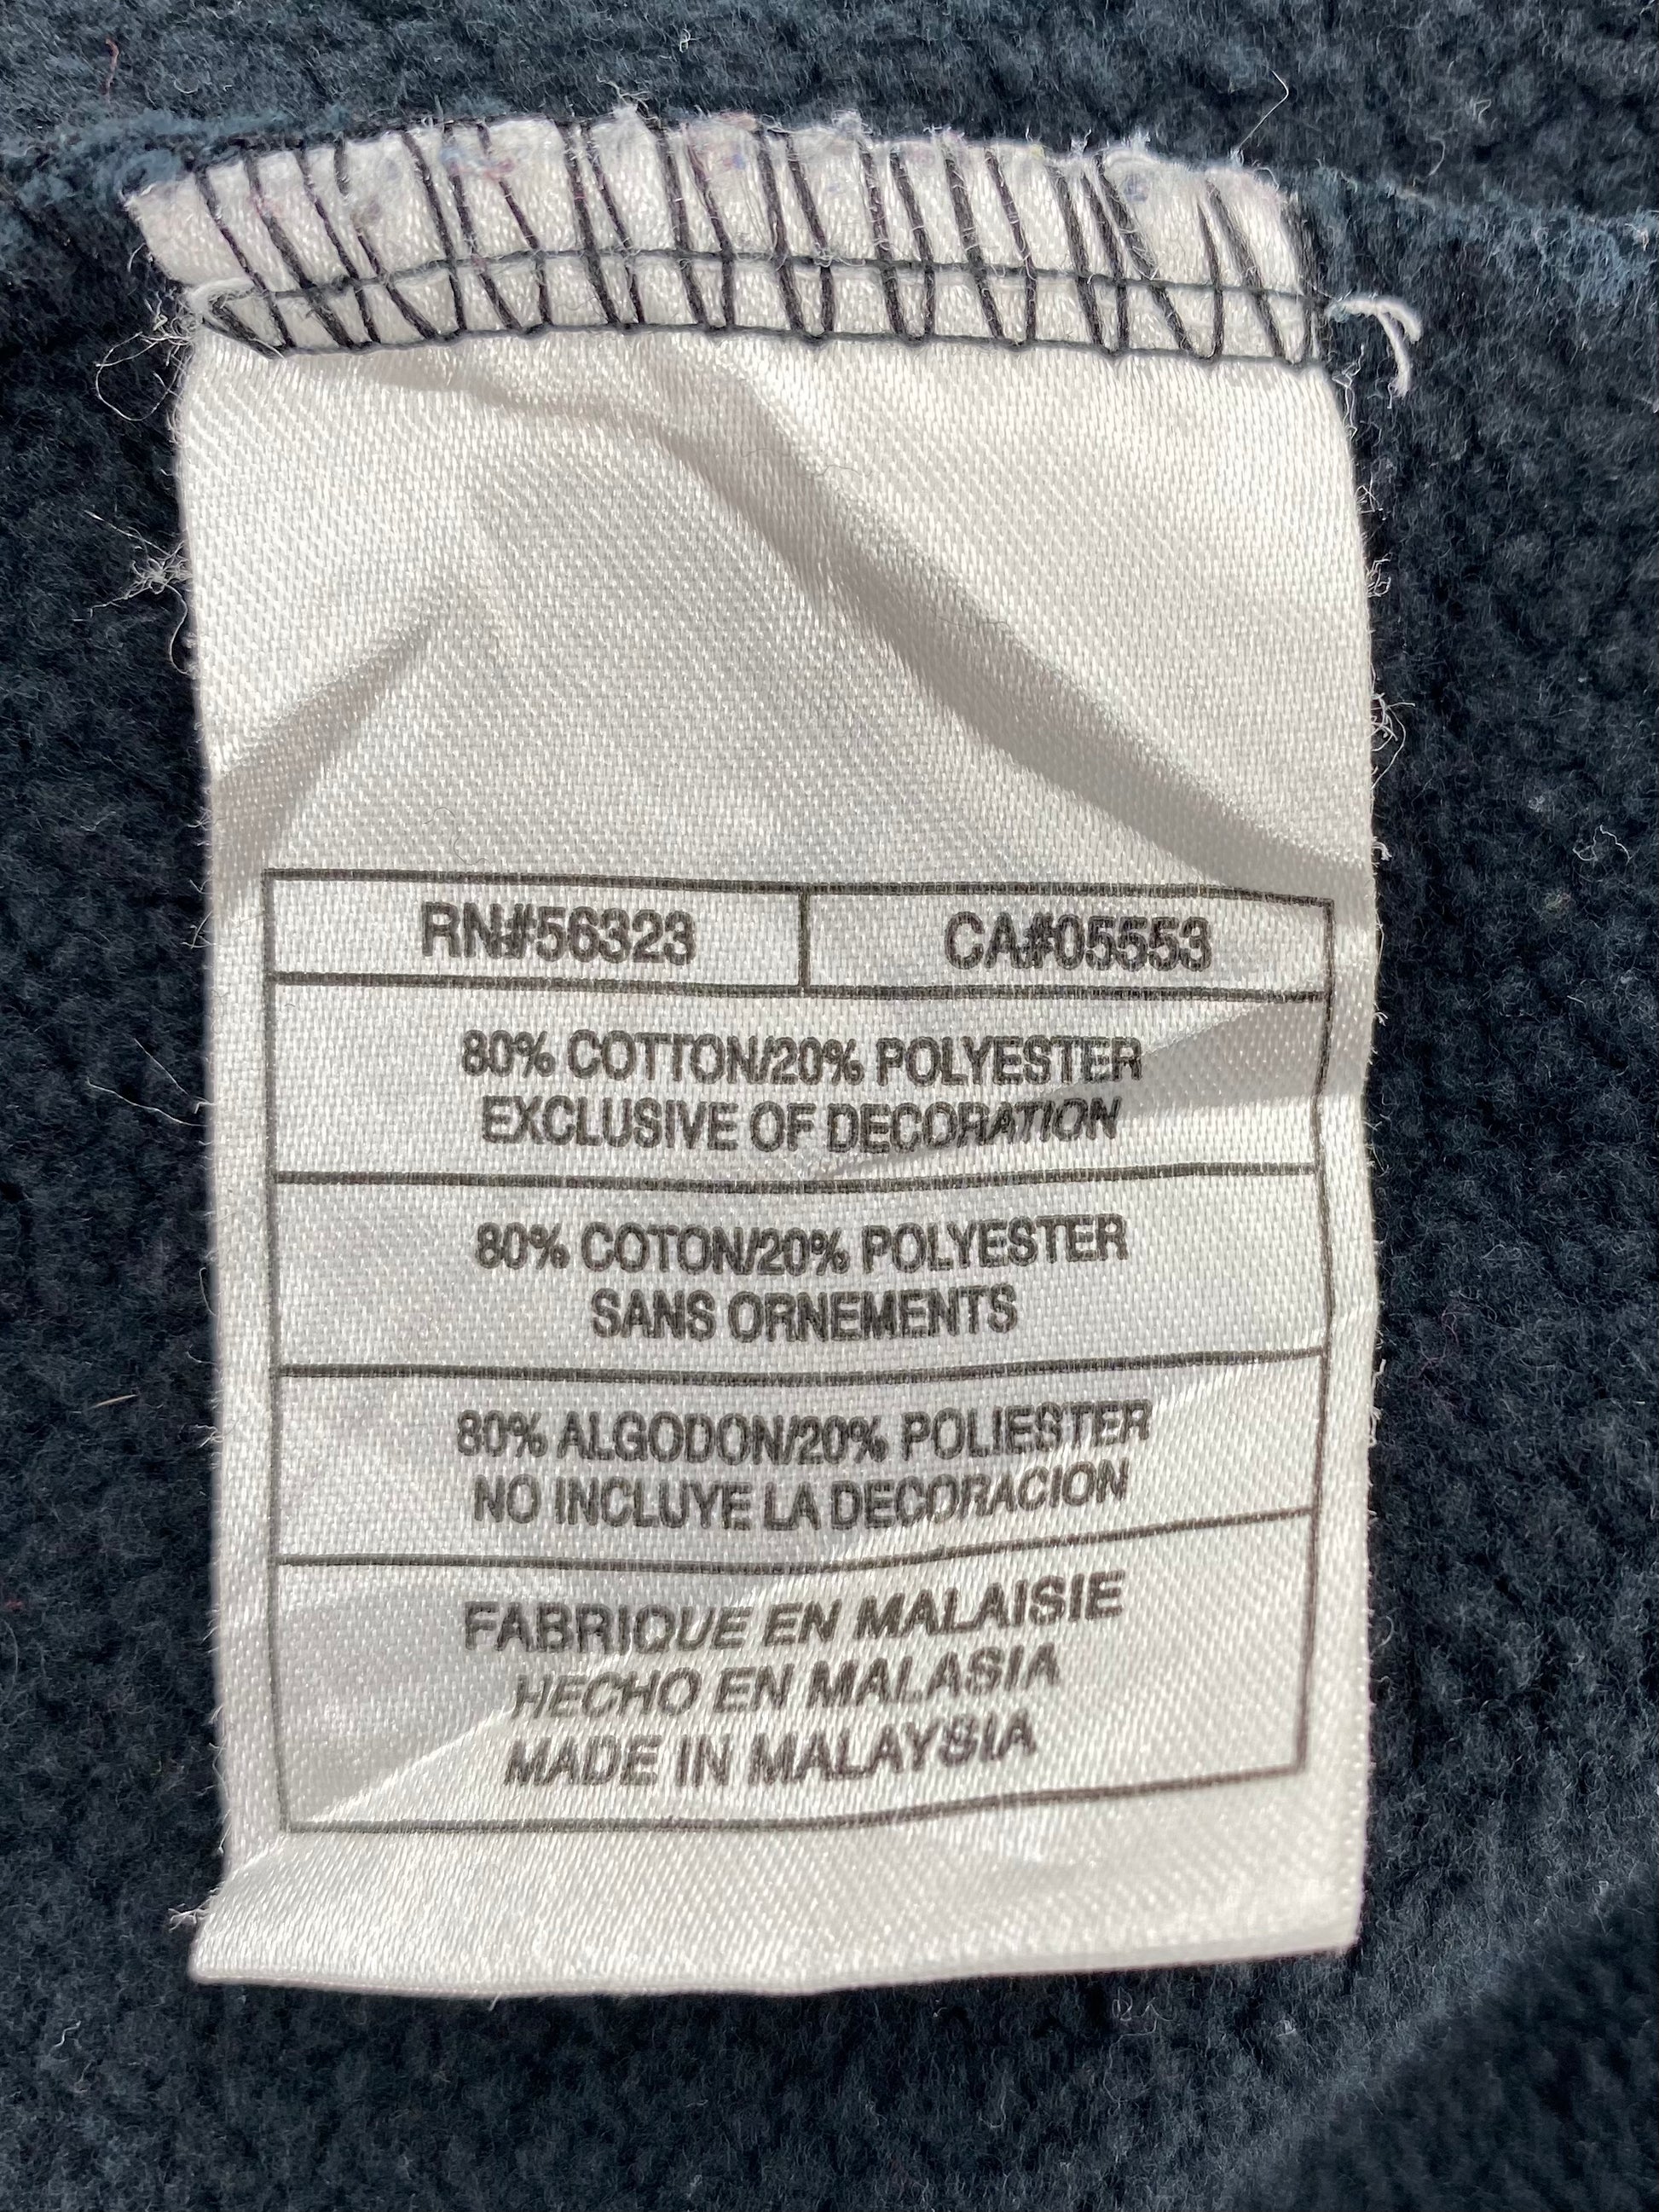 RN#56323 CA#05553
80% COTTON/20% POLYESTER
EXCLUSIVE OF DECORATION
80% COTON/20% POLYESTER
SANS ORNEMENTS
80% ALGODON/20% POLIESTER
NO INCLUYE LA DECORACION
FABRIQUE EN MALAISIE
HECHO EN MALASIA
MADE IN MALAYSIA